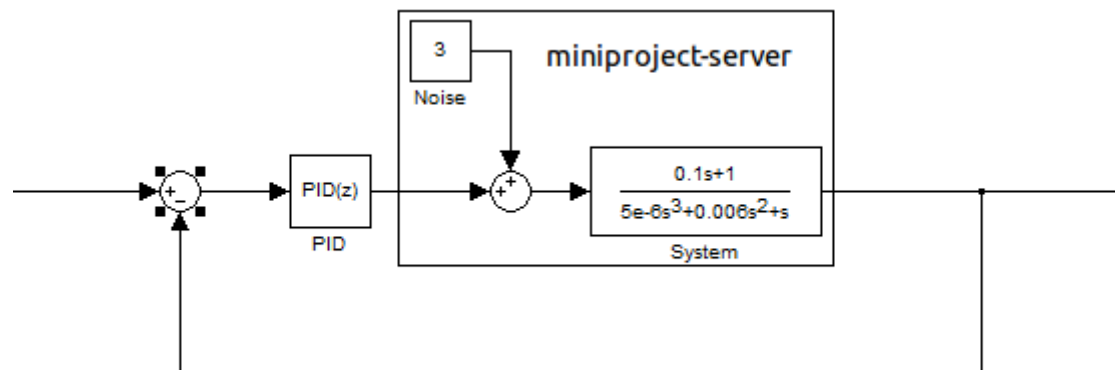 3
miniproject-server
Noise
+
+
-
PID(z)
+
+
0.1s+1
5e-6s³+0.006s²+s
PID
System